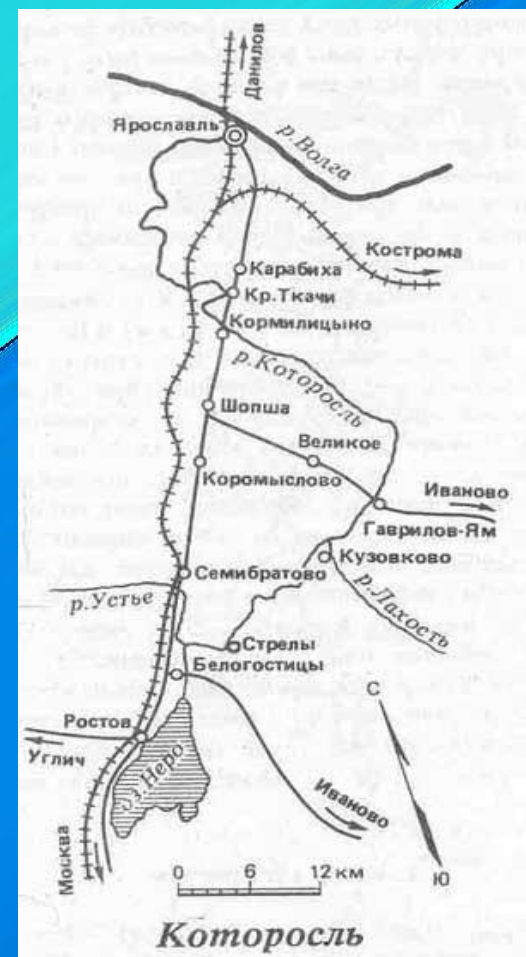 Данилов
Ярославль
р.Волга
Кострома
Карабиха
Кр.Ткачи
Кормилицыно
р.Которосль
Шопша
Великое
Коромыслово
Иваново
Гаврилов-Ям
Кузовково
Семибратово
р.Устье
р.Лахость
Стрелы
Белогостицы
С
Ростов
Углич
оз.Неро
Иваново
Москва
Ю
0 6 12 км
Которосль